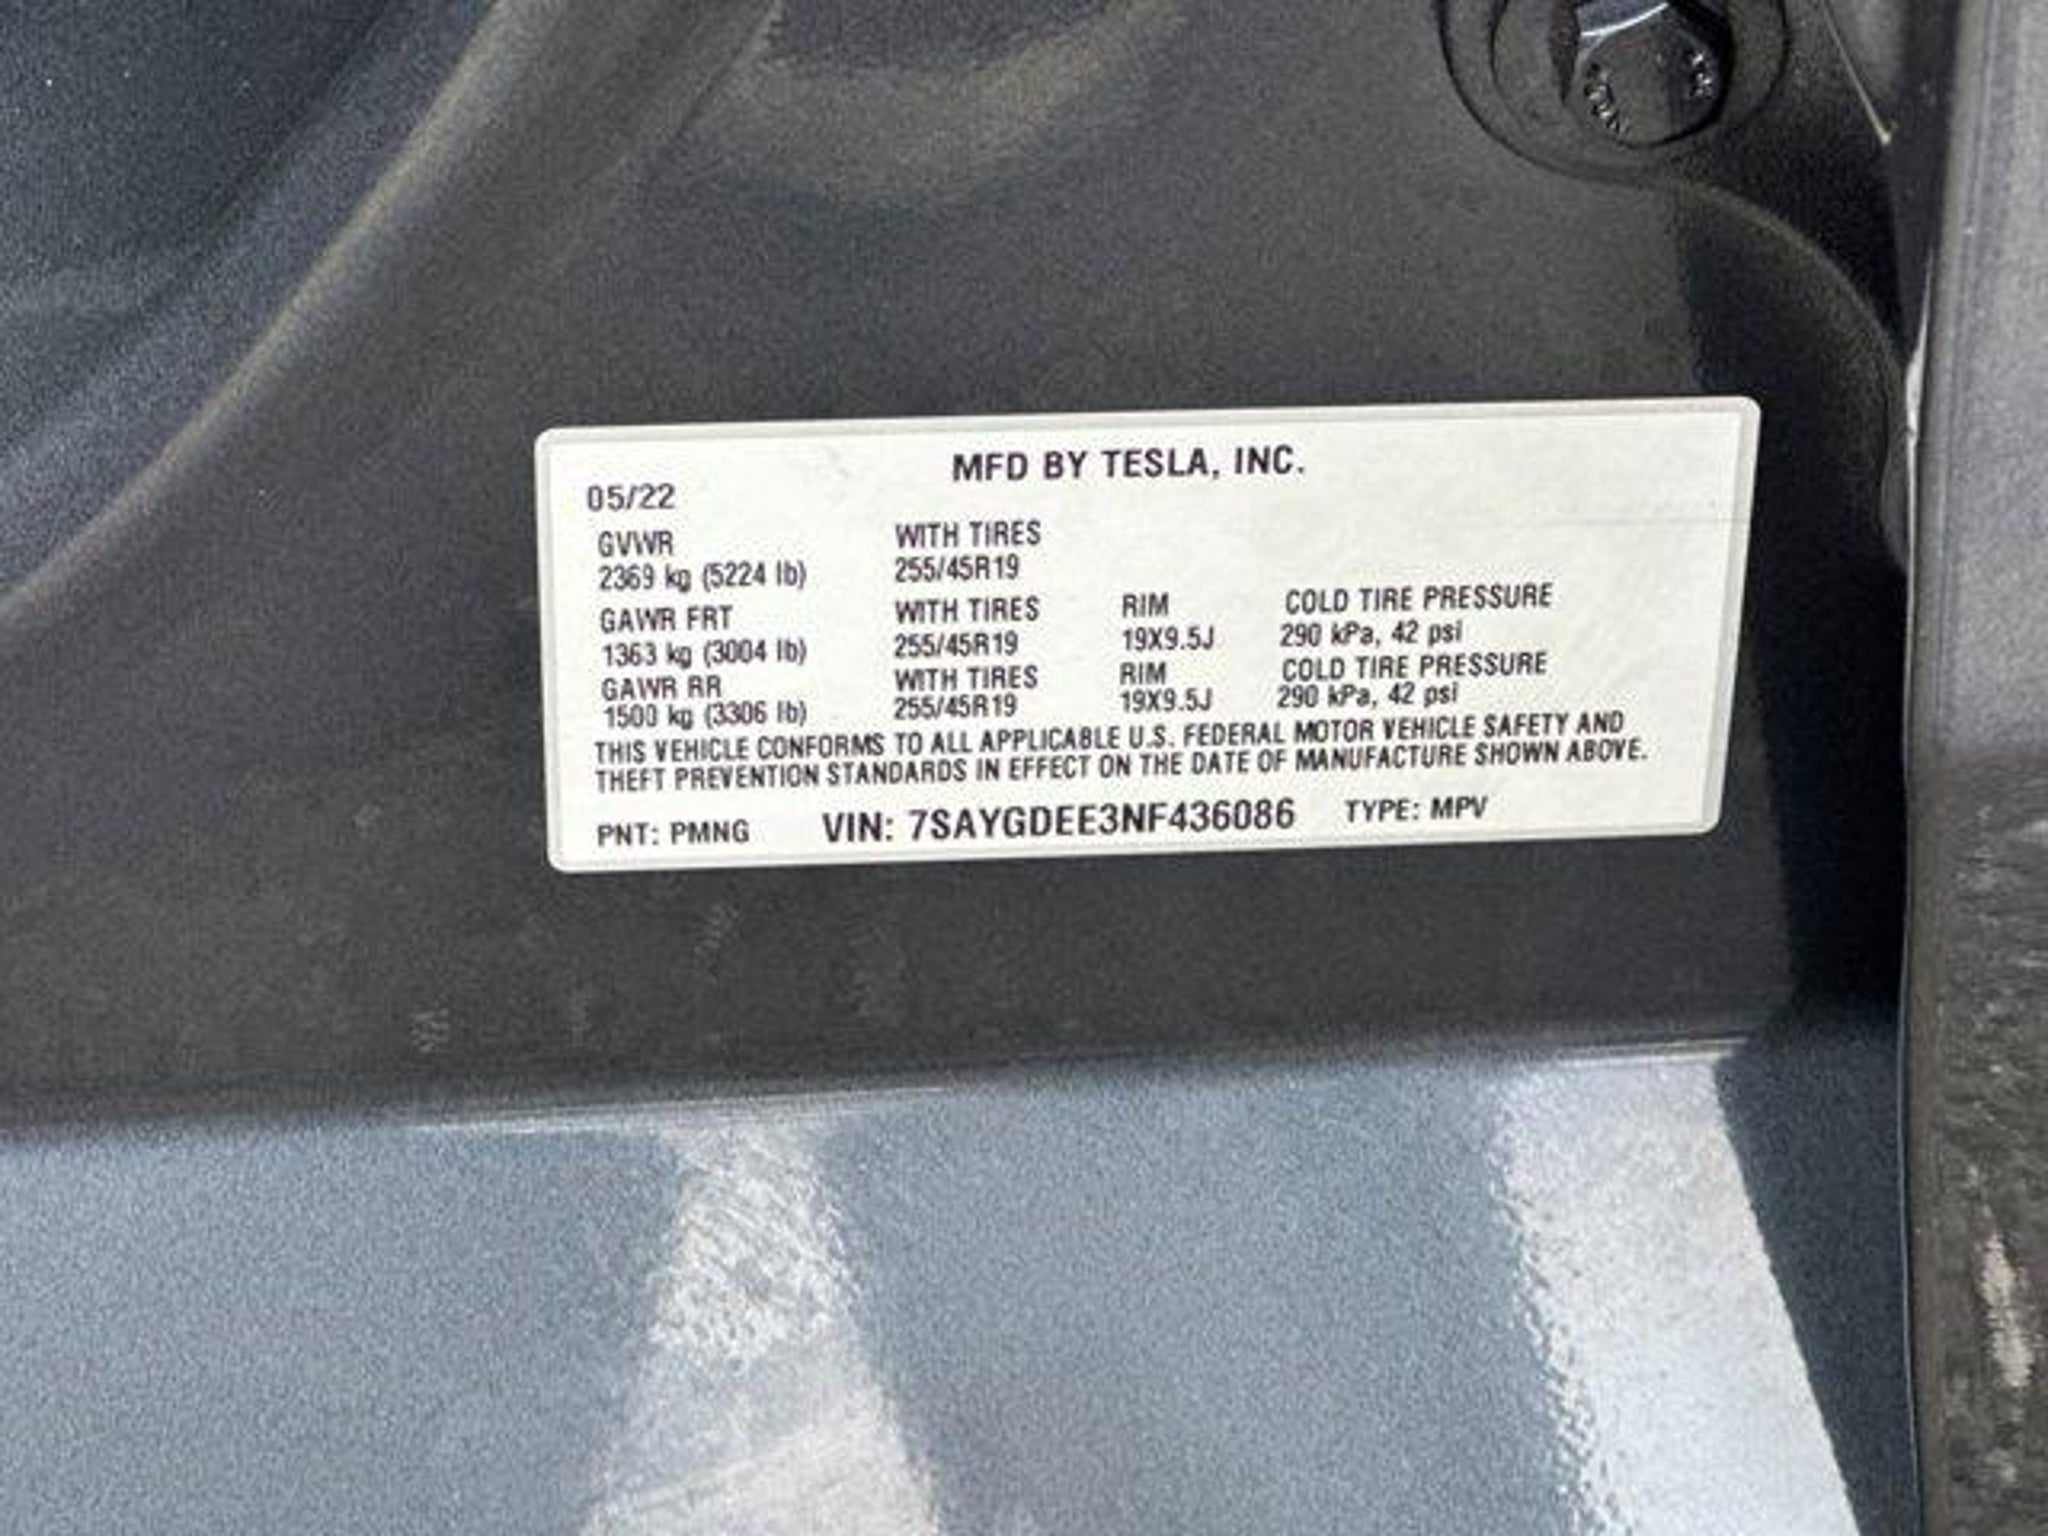 MFD BY TESLA, INC.
05/22
GVWR WITH TIRES
2369 kg (5224 lb) 255/45R19
GAWR FRT WITH TIRES RIM COLD TIRE PRESSURE
1363 kg (3004 lb) 255/45R19 19X9.5J 290 kPa, 42 psi
GAWR RR WITH TIRES RIM COLD TIRE PRESSURE
1500 kg (3306 lb) 255/45R19 19X9.5J 290 kPa, 42 psi
THIS VEHICLE CONFORMS TO ALL APPLICABLE U.S. FEDERAL MOTOR VEHICLE SAFETY AND
THEFT PREVENTION STANDARDS IN EFFECT ON THE DATE OF MANUFACTURE SHOWN ABOVE.
PNT: PMNG VIN: 7SAYGDEE3NF436086 TYPE: MPV